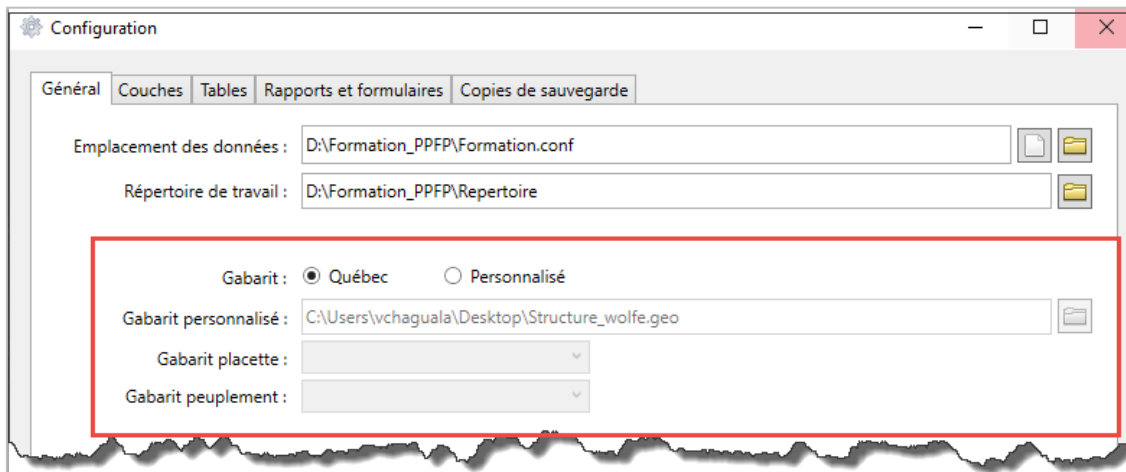 Configuration
Général Couches Tables Rapports et formulaires Copies de sauvegarde
Emplacement des données : D:\Formation_PPFP\Formation.conf
Répertoire de travail : D:\Formation_PPFP\Repertoire
Gabarit : Québec Personnalisé
Gabarit personnalisé : C:\Users\vchaguala\Desktop\Structure_wolfe.geo
Gabarit placette :
Gabarit peuplement :